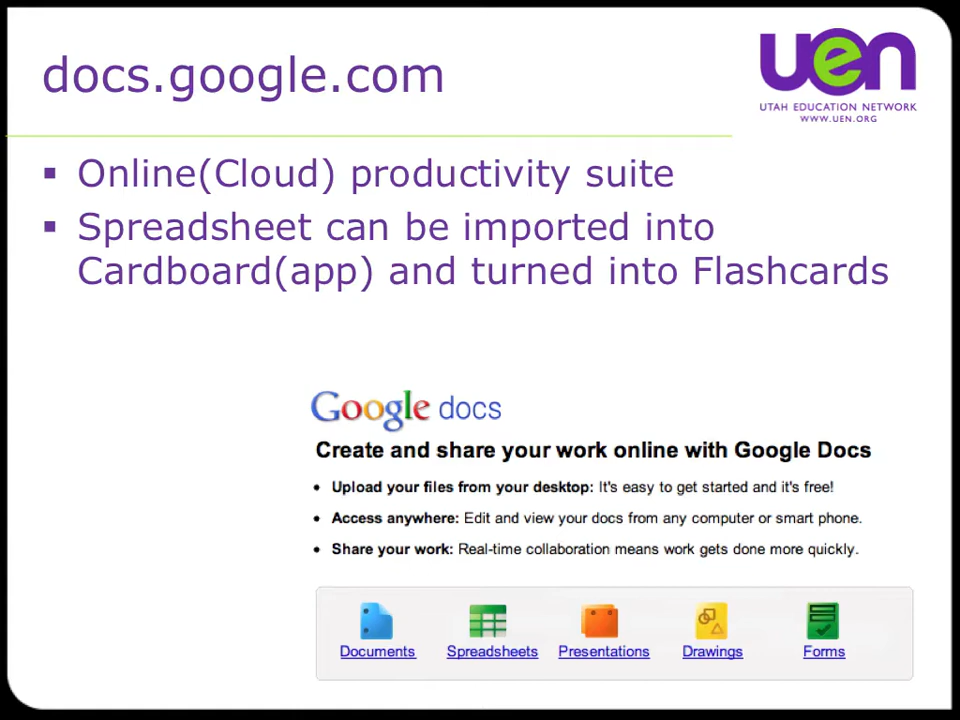 docs.google.com
uen
UTAH EDUCATION NETWORK
WWW.UEN.ORG
▪ Online(Cloud) productivity suite
▪ Spreadsheet can be imported into
Cardboard(app) and turned into Flashcards
Google docs
Create and share your work online with Google Docs
• Upload your files from your desktop: It's easy to get started and it's free!
• Access anywhere: Edit and view your docs from any computer or smart phone.
• Share your work: Real-time collaboration means work gets done more quickly.
Documents Spreadsheets Presentations Drawings Forms